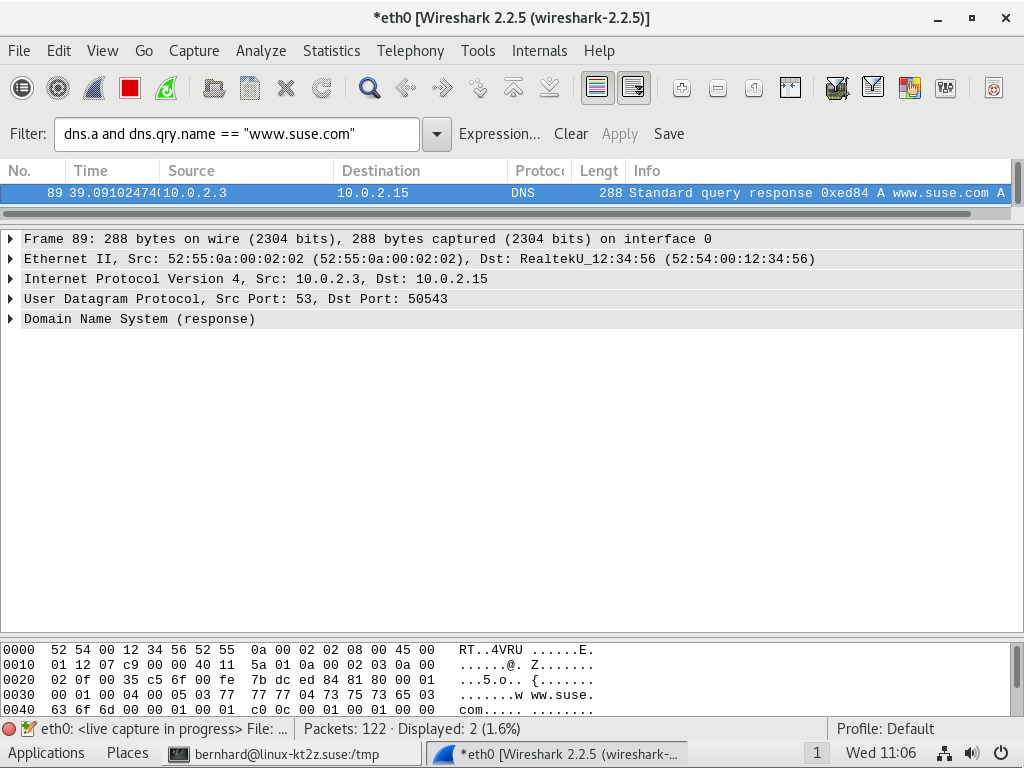 *eth0 [Wireshark 2.2.5 (wireshark-2.2.5)]
File Edit View Go Capture Analyze Statistics Telephony Tools Internals Help
Filter: dns.a and dns.qry.name == "www.suse.com" Expression... Clear Apply Save
No. Time Source Destination Protoc Lengt Info
89 39.091024740 10.0.2.3 10.0.2.15 DNS 288 Standard query response 0xed84 A www.suse.com A
Frame 89: 288 bytes on wire (2304 bits), 288 bytes captured (2304 bits) on interface 0
Ethernet II, Src: 52:55:0a:00:02:02 (52:55:0a:00:02:02), Dst: RealtekU_12:34:56 (52:54:00:12:34:56)
Internet Protocol Version 4, Src: 10.0.2.3, Dst: 10.0.2.15
User Datagram Protocol, Src Port: 53, Dst Port: 50543
Domain Name System (response)
0000 52 54 00 12 34 56 52 55 0a 00 02 02 08 00 45 00 RT..4VRU ......E.
0010 01 12 07 c9 00 00 40 11 5a 01 0a 00 02 03 0a 00 ......@. Z.......
0020 02 0f 00 35 c5 6f 00 fe 7b dc ed 84 81 80 00 01 ...5.o.. {.......
0030 00 01 00 04 00 05 03 77 77 77 04 73 75 73 65 03 .......w ww.suse.
0040 63 6f 6d 00 00 01 00 01 c0 0c 00 01 00 01 00 00 com..... ........
eth0: <live capture in progress> File: ... Packets: 122 · Displayed: 2 (1.6%) Profile: Default
Applications Places bernhard@linux-kt2z.suse:/tmp *eth0 [Wireshark 2.2.5 (wireshark-... 1 Wed 11:06